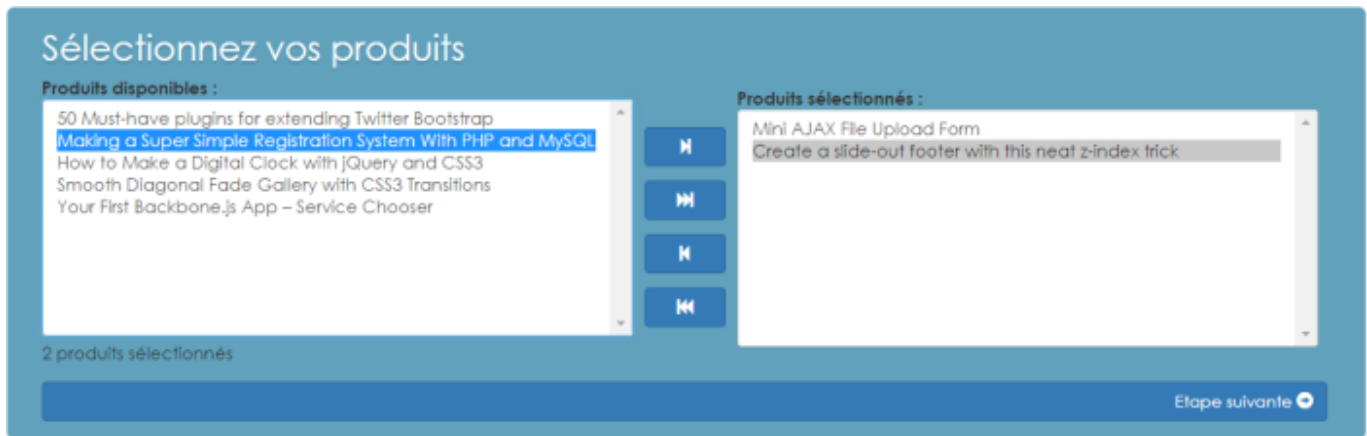 Sélectionnez vos produits
Produits disponibles :
50 Must-have plugins for extending Twitter Bootstrap
Making a Super Simple Registration System With PHP and MySQL
How to Make a Digital Clock with jQuery and CSS3
Smooth Diagonal Fade Gallery with CSS3 Transitions
Your First Backbone.js App – Service Chooser
2 produits sélectionnés
Produits sélectionnés :
Mini AJAX File Upload Form
Create a slide-out footer with this neat z-index trick
Etape suivante